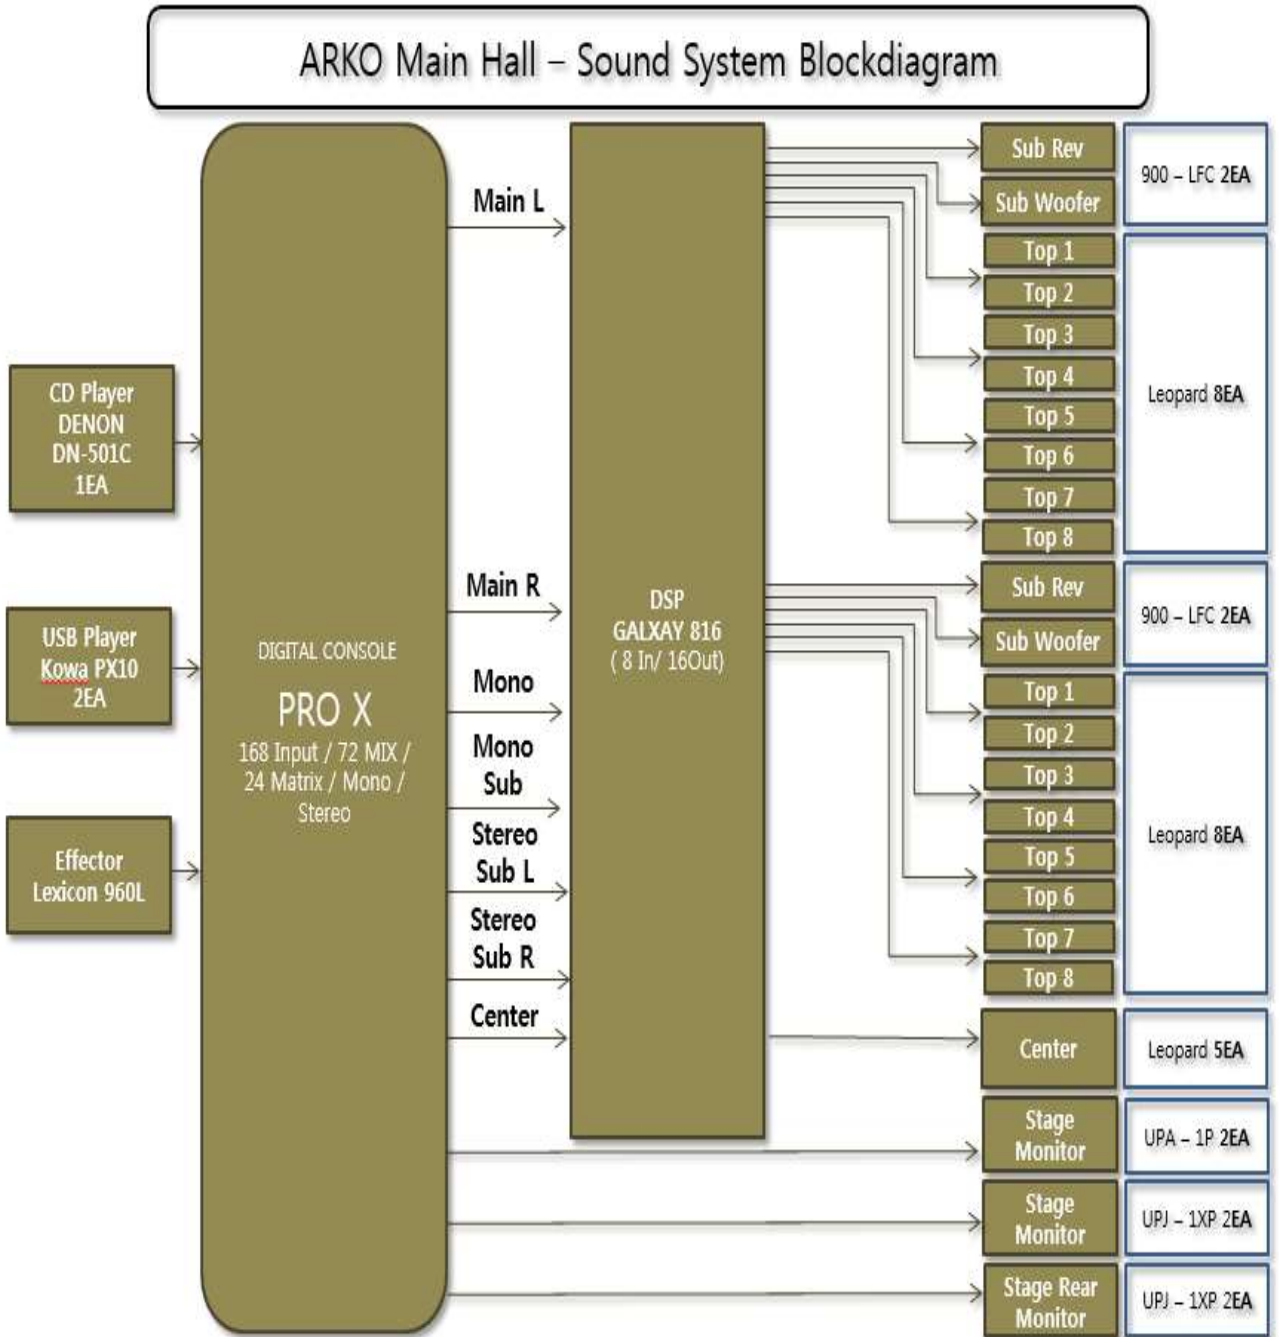 ARKO Main Hall – Sound System Blockdiagram
CD Player
DENON
DN-501C
1EA
USB Player
Kowa PX10
2EA
Effector
Lexicon 960L
DIGITAL CONSOLE
PRO X
168 Input / 72 MIX /
24 Matrix / Mono /
Stereo
Main L
Main R
Mono
Mono
Sub
Stereo
Sub L
Stereo
Sub R
Center
DSP
GALXAY 816
( 8 In/ 16Out)
Sub Rev
Sub Woofer
900 – LFC 2EA
Top 1
Top 2
Top 3
Top 4
Top 5
Top 6
Top 7
Top 8
Leopard 8EA
Sub Rev
Sub Woofer
900 – LFC 2EA
Top 1
Top 2
Top 3
Top 4
Top 5
Top 6
Top 7
Top 8
Leopard 8EA
Center
Leopard 5EA
Stage
Monitor
UPA – 1P 2EA
Stage
Monitor
UPJ – 1XP 2EA
Stage Rear
Monitor
UPJ – 1XP 2EA